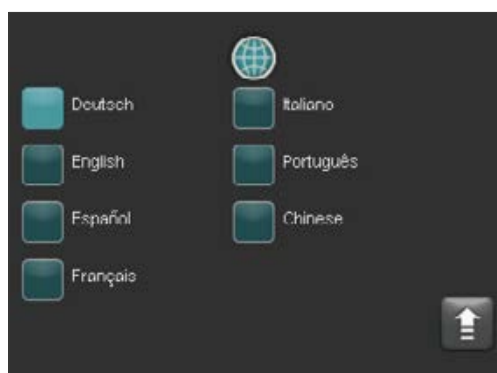 Deutsch
English
Español
Français
Italiano
Português
Chinese